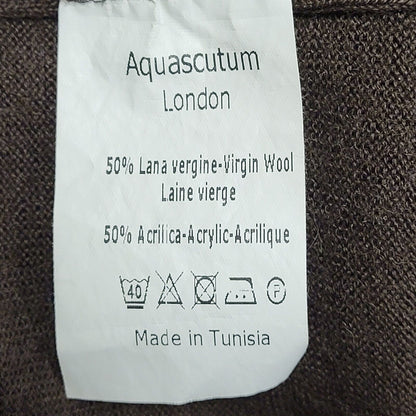 Aquascutum
London
50% Lana vergine-Virgin Wool
Laine vierge
50% Acrilica-Acrylic-Acrilique
40 F
Made in Tunisia